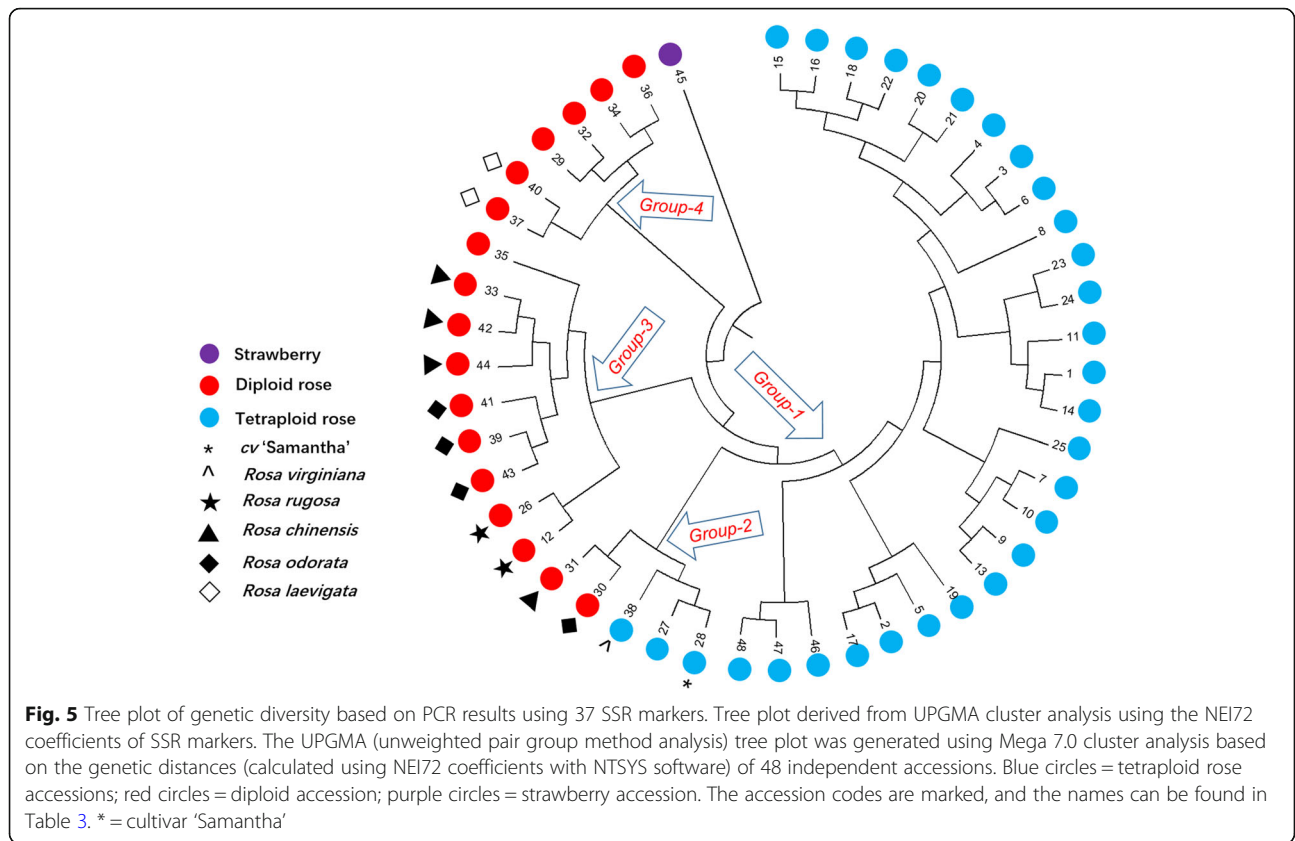 45
15
16
18
22
20
21
4
3
6
8
23
24
11
1
14
25
7
10
9
13
19
5
2
17
46
47
48
28
27
38
30
31
12
26
43
39
41
44
42
33
35
37
40
29
32
34
36
Group-4
Group-3
Group-1
Group-2
Strawberry
Diploid rose
Tetraploid rose
* cv 'Samantha'
^ Rosa virginiana
★ Rosa rugosa
▲ Rosa chinensis
◆ Rosa odorata
◇ Rosa laevigata
*
^
Fig. 5 Tree plot of genetic diversity based on PCR results using 37 SSR markers. Tree plot derived from UPGMA cluster analysis using the NEI72
coefficients of SSR markers. The UPGMA (unweighted pair group method analysis) tree plot was generated using Mega 7.0 cluster analysis based
on the genetic distances (calculated using NEI72 coefficients with NTSYS software) of 48 independent accessions. Blue circles = tetraploid rose
accessions; red circles = diploid accession; purple circles = strawberry accession. The accession codes are marked, and the names can be found in
Table 3. * = cultivar 'Samantha'